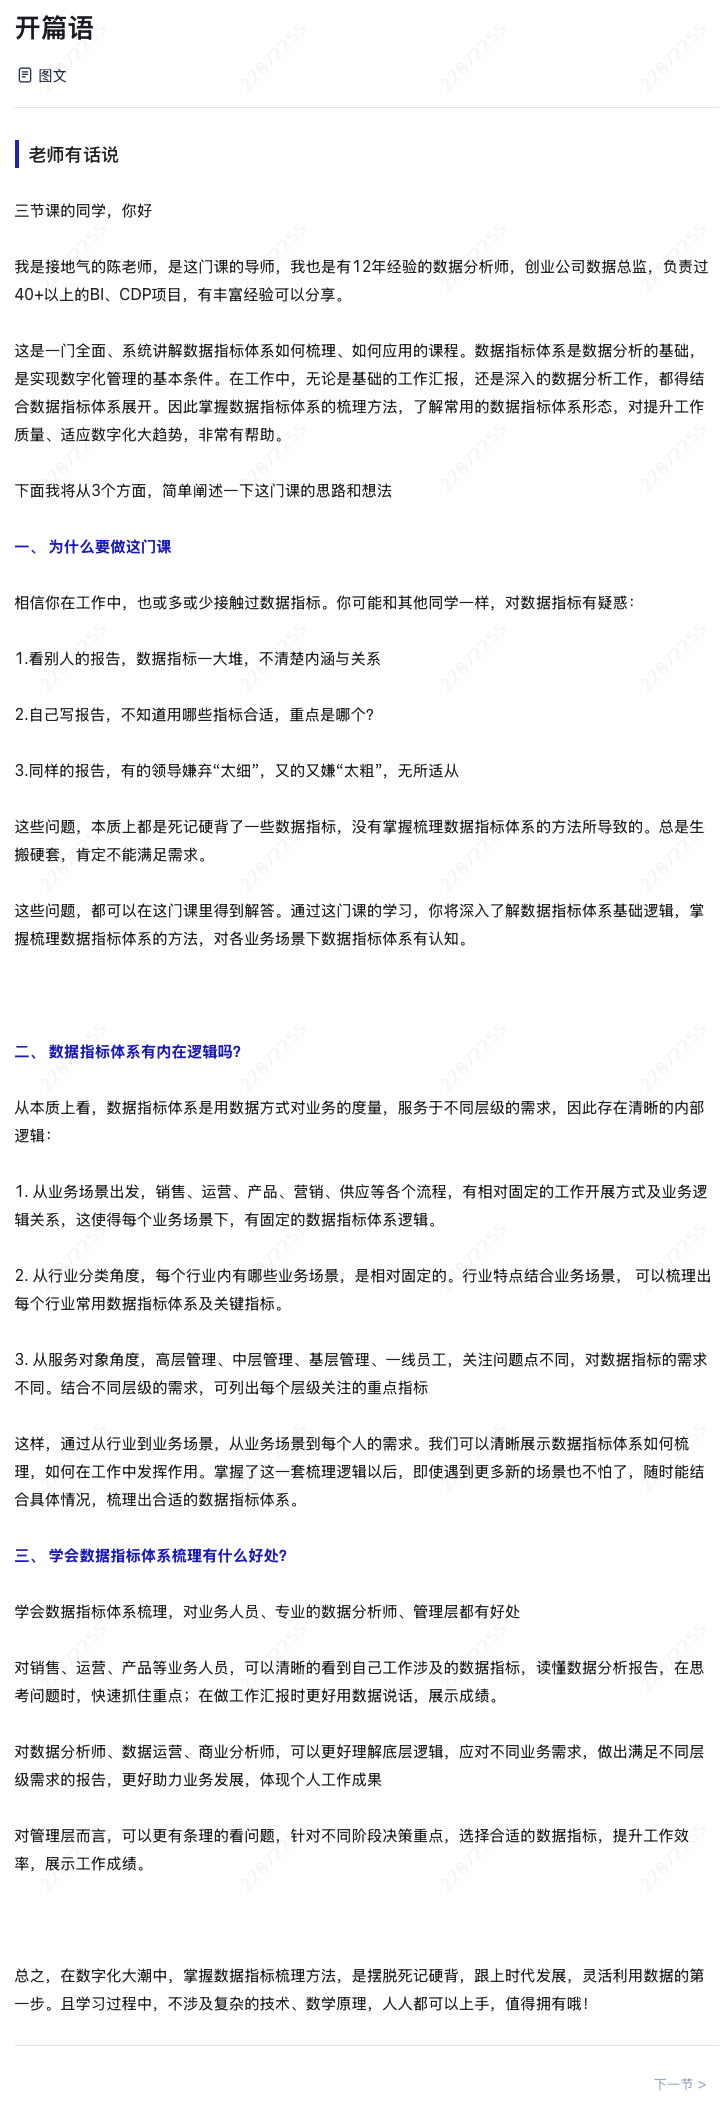 开篇语
图文
老师有话说
三节课的同学，你好
我是接地气的陈老师，是这门课的导师，我也是有12年经验的数据分析师，创业公司数据总监，负责过
40+以上的BI、CDP项目，有丰富经验可以分享。
这是一门全面、系统讲解数据指标体系如何梳理、如何应用的课程。数据指标体系是数据分析的基础，
是实现数字化管理的基本条件。在工作中，无论是基础的工作汇报，还是深入的数据分析工作，都得结
合数据指标体系展开。因此掌握数据指标体系的梳理方法，了解常用的数据指标体系形态，对提升工作
质量、适应数字化大趋势，非常有帮助。
下面我将从3个方面，简单阐述一下这门课的思路和想法
一、 为什么要做这门课
相信你在工作中，也或多或少接触过数据指标。你可能和其他同学一样，对数据指标有疑惑：
1.看别人的报告，数据指标一大堆，不清楚内涵与关系
2.自己写报告，不知道用哪些指标合适，重点是哪个？
3.同样的报告，有的领导嫌弃“太细”，又的又嫌“太粗”，无所适从
这些问题，本质上都是死记硬背了一些数据指标，没有掌握梳理数据指标体系的方法所导致的。总是生
搬硬套，肯定不能满足需求。
这些问题，都可以在这门课里得到解答。通过这门课的学习，你将深入了解数据指标体系基础逻辑，掌
握梳理数据指标体系的方法，对各业务场景下数据指标体系有认知。
二、 数据指标体系有内在逻辑吗？
从本质上看，数据指标体系是用数据方式对业务的度量，服务于不同层级的需求，因此存在清晰的内部
逻辑：
1. 从业务场景出发，销售、运营、产品、营销、供应等各个流程，有相对固定的工作开展方式及业务逻
辑关系，这使得每个业务场景下，有固定的数据指标体系逻辑。
2. 从行业分类角度，每个行业内有哪些业务场景，是相对固定的。行业特点结合业务场景， 可以梳理出
每个行业常用数据指标体系及关键指标。
3. 从服务对象角度，高层管理、中层管理、基层管理、一线员工，关注问题点不同，对数据指标的需求
不同。结合不同层级的需求，可列出每个层级关注的重点指标
这样，通过从行业到业务场景，从业务场景到每个人的需求。我们可以清晰展示数据指标体系如何梳
理，如何在工作中发挥作用。掌握了这一套梳理逻辑以后，即使遇到更多新的场景也不怕了，随时能结
合具体情况，梳理出合适的数据指标体系。
三、 学会数据指标体系梳理有什么好处？
学会数据指标体系梳理，对业务人员、专业的数据分析师、管理层都有好处
对销售、运营、产品等业务人员，可以清晰的看到自己工作涉及的数据指标，读懂数据分析报告，在思
考问题时，快速抓住重点；在做工作汇报时更好用数据说话，展示成绩。
对数据分析师、数据运营、商业分析师，可以更好理解底层逻辑，应对不同业务需求，做出满足不同层
级需求的报告，更好助力业务发展，体现个人工作成果
对管理层而言，可以更有条理的看问题，针对不同阶段决策重点，选择合适的数据指标，提升工作效
率，展示工作成绩。
总之，在数字化大潮中，掌握数据指标梳理方法，是摆脱死记硬背，跟上时代发展，灵活利用数据的第
一步。且学习过程中，不涉及复杂的技术、数学原理，人人都可以上手，值得拥有哦！
下一节 >
22872255